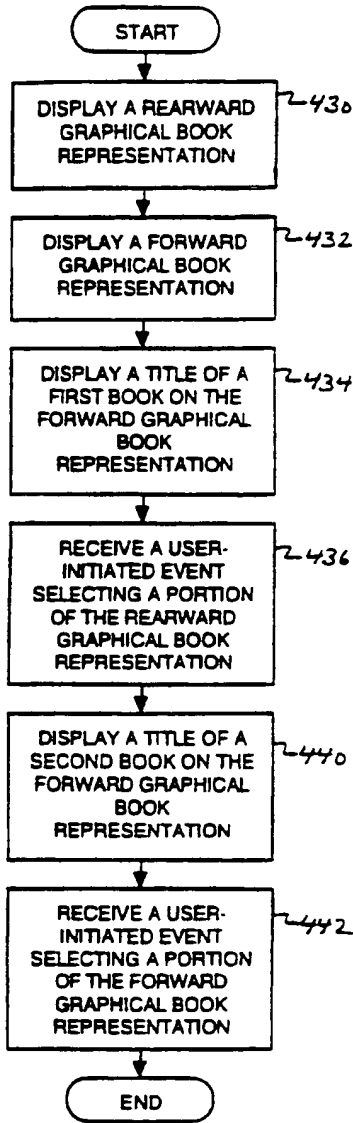 START
DISPLAY A REARWARD
GRAPHICAL BOOK
REPRESENTATION
430
DISPLAY A FORWARD
GRAPHICAL BOOK
REPRESENTATION
432
DISPLAY A TITLE OF A
FIRST BOOK ON THE
FORWARD GRAPHICAL
BOOK
REPRESENTATION
434
RECEIVE A USER-
INITIATED EVENT
SELECTING A PORTION
OF THE REARWARD
GRAPHICAL BOOK
REPRESENTATION
436
DISPLAY A TITLE OF A
SECOND BOOK ON THE
FORWARD GRAPHICAL
BOOK
REPRESENTATION
440
RECEIVE A USER-
INITIATED EVENT
SELECTING A PORTION
OF THE FORWARD
GRAPHICAL BOOK
REPRESENTATION
442
END